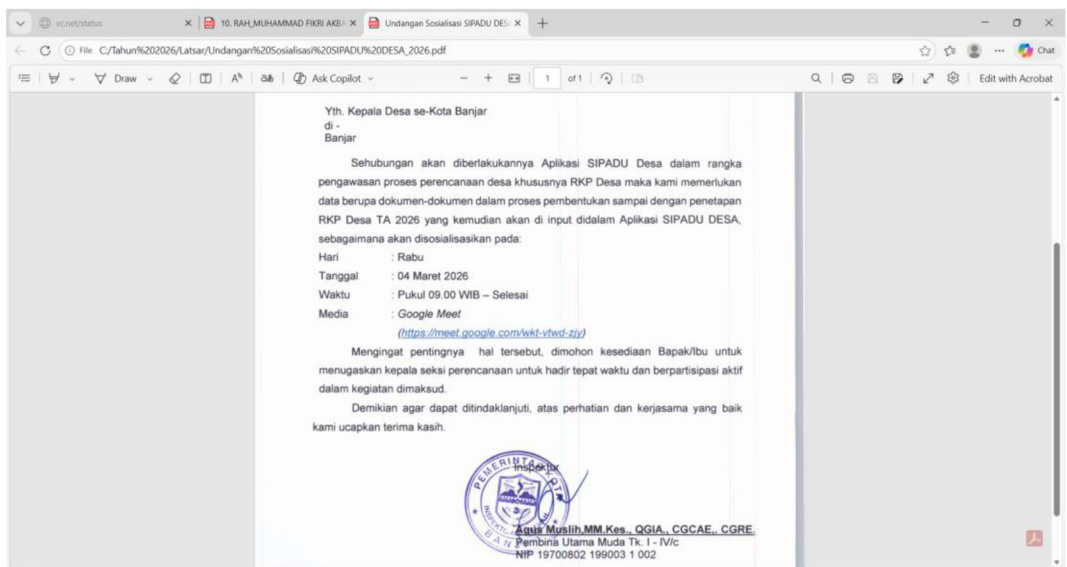 vc.net/status
10. RAH_MUHAMMAD FIKRI AKBA
Undangan Sosialisasi SIPADU DES
File C:/Tahun%202026/Latsar/Undangan%20Sosialisasi%20SIPADU%20DESA_2026.pdf
Chat
Draw
Ask Copilot
1 of 1
Edit with Acrobat
Yth. Kepala Desa se-Kota Banjar
di -
Banjar
Sehubungan akan diberlakukannya Aplikasi SIPADU Desa dalam rangka
pengawasan proses perencanaan desa khususnya RKP Desa maka kami memerlukan
data berupa dokumen-dokumen dalam proses pembentukan sampai dengan penetapan
RKP Desa TA 2026 yang kemudian akan di input didalam Aplikasi SIPADU DESA,
sebagaimana akan disosialisasikan pada:
Hari : Rabu
Tanggal : 04 Maret 2026
Waktu : Pukul 09.00 WIB – Selesai
Media : Google Meet
(https://meet.google.com/wkt-vtwd-zjy)
Mengingat pentingnya hal tersebut, dimohon kesediaan Bapak/Ibu untuk
menugaskan kepala seksi perencanaan untuk hadir tepat waktu dan berpartisipasi aktif
dalam kegiatan dimaksud.
Demikian agar dapat ditindaklanjuti, atas perhatian dan kerjasama yang baik
kami ucapkan terima kasih.
PEMERINTAH KOTA
Inspektur
BAN
Agus Muslih,MM.Kes., QGIA., CGCAE,. CGRE.
Pembina Utama Muda Tk. I - IV/c
NIP 19700802 199003 1 002